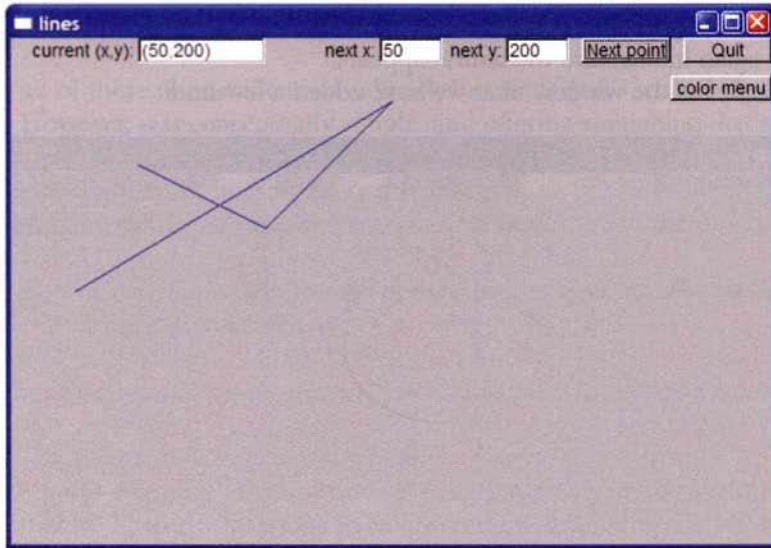 lines
current (x,y): (50,200) next x: 50 next y: 200 Next point Quit
color menu